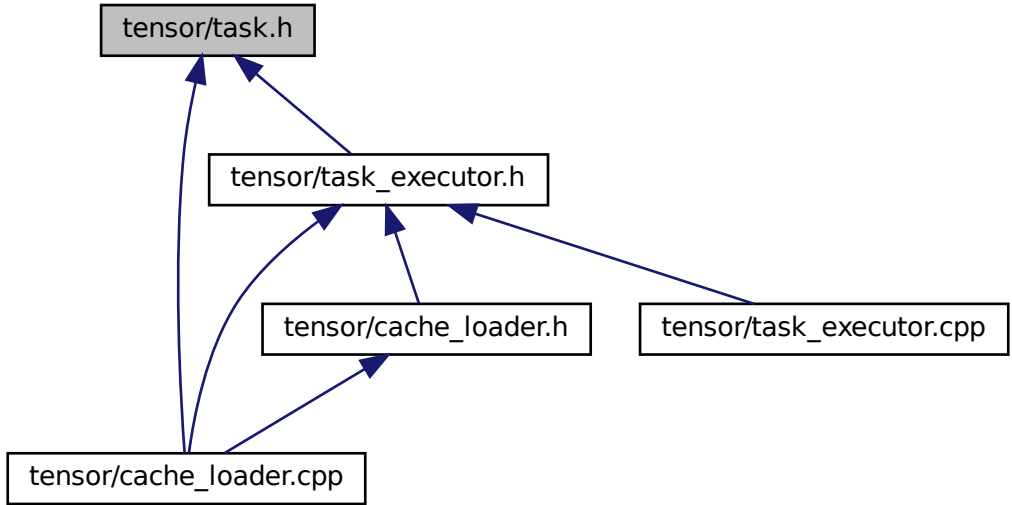 tensor/task.h
tensor/task_executor.h
tensor/cache_loader.h
tensor/task_executor.cpp
tensor/cache_loader.cpp